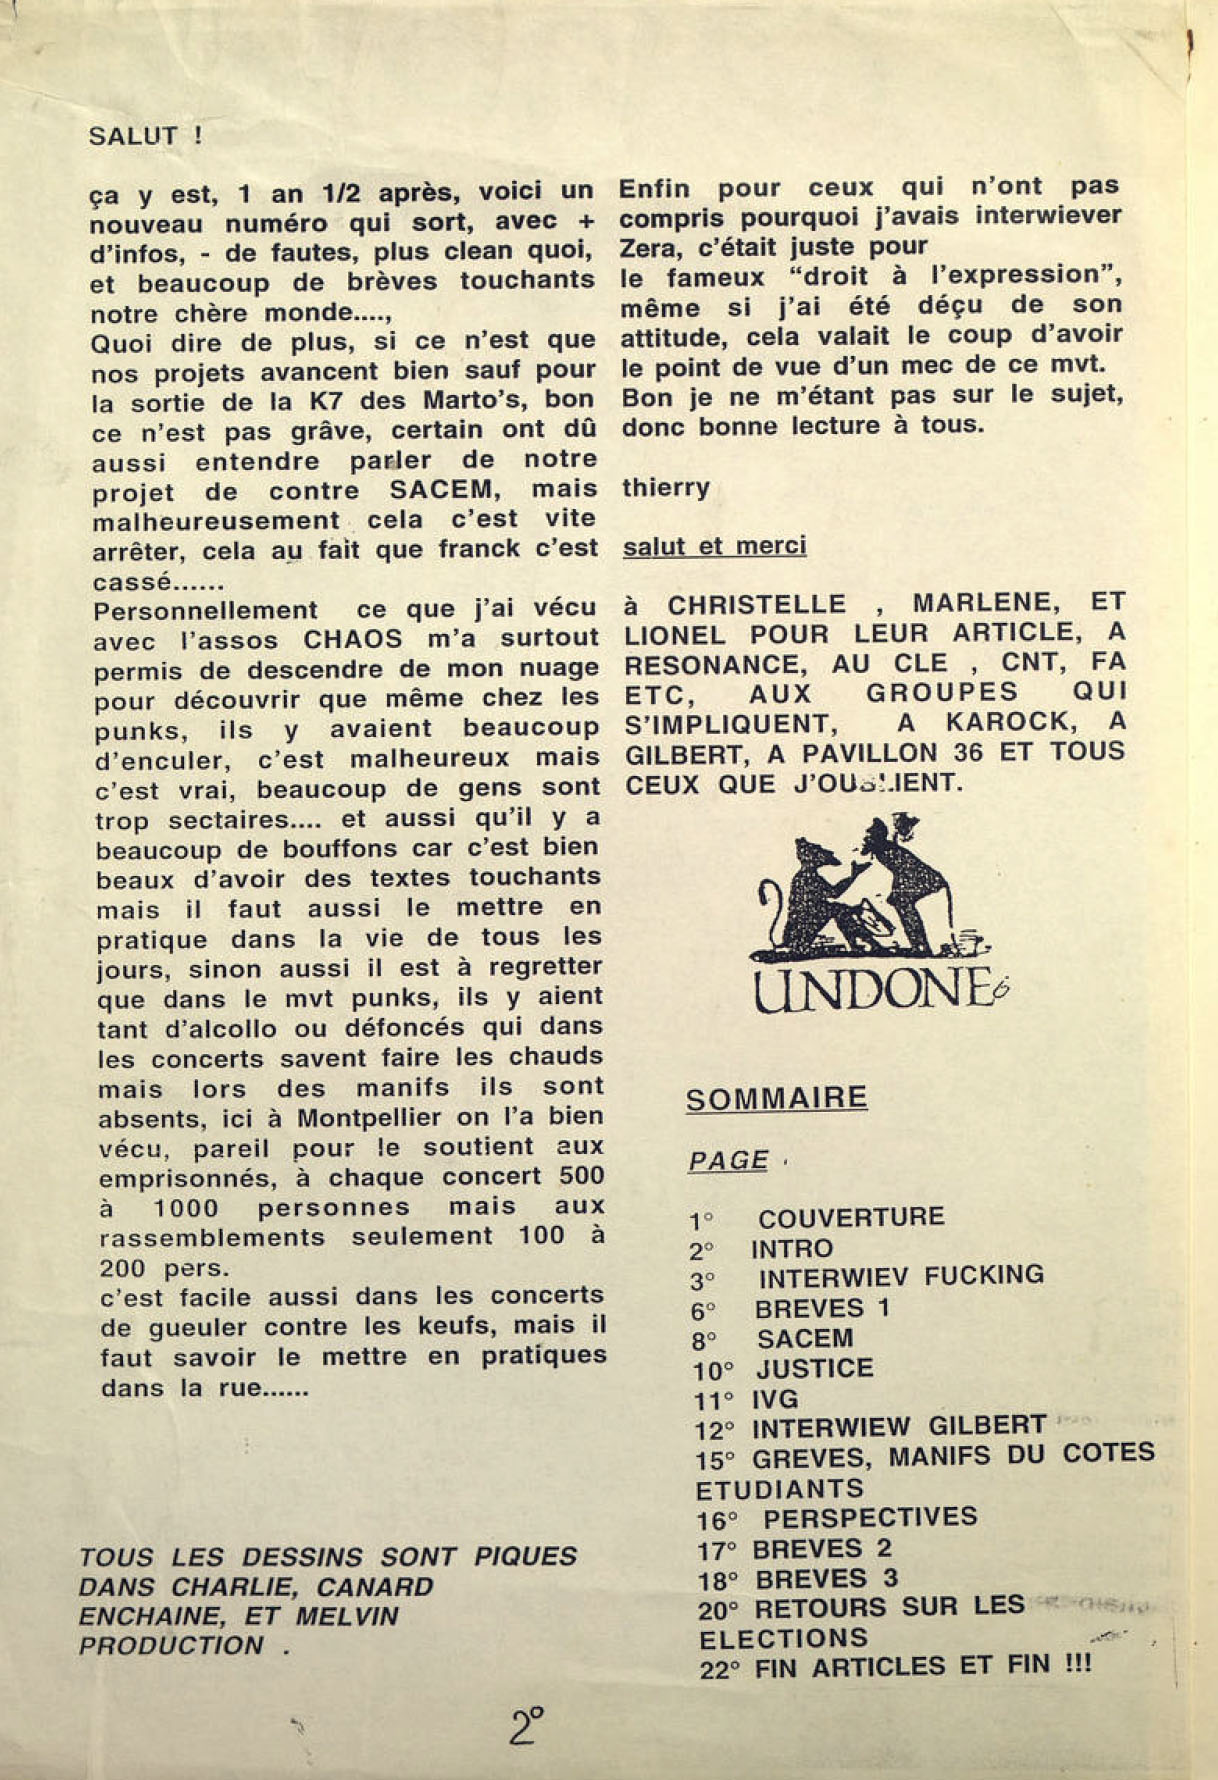 SALUT !
ça y est, 1 an 1/2 après, voici un
nouveau numéro qui sort, avec +
d'infos, - de fautes, plus clean quoi,
et beaucoup de brèves touchants
notre chère monde....,
Quoi dire de plus, si ce n'est que
nos projets avancent bien sauf pour
la sortie de la K7 des Marto's, bon
ce n'est pas grâve, certain ont dû
aussi entendre parler de notre
projet de contre SACEM, mais
malheureusement cela c'est vite
arrêter, cela au fait que franck c'est
cassé......
Personnellement ce que j'ai vécu
avec l'assos CHAOS m'a surtout
permis de descendre de mon nuage
pour découvrir que même chez les
punks, ils y avaient beaucoup
d'enculer, c'est malheureux mais
c'est vrai, beaucoup de gens sont
trop sectaires.... et aussi qu'il y a
beaucoup de bouffons car c'est bien
beaux d'avoir des textes touchants
mais il faut aussi le mettre en
pratique dans la vie de tous les
jours, sinon aussi il est à regretter
que dans le mvt punks, ils y aient
tant d'alcollo ou défoncés qui dans
les concerts savent faire les chauds
mais lors des manifs ils sont
absents, ici à Montpellier on l'a bien
vécu, pareil pour le soutient aux
emprisonnés, à chaque concert 500
à 1000 personnes mais aux
rassemblements seulement 100 à
200 pers.
c'est facile aussi dans les concerts
de gueuler contre les keufs, mais il
faut savoir le mettre en pratiques
dans la rue......
TOUS LES DESSINS SONT PIQUES
DANS CHARLIE, CANARD
ENCHAINE, ET MELVIN
PRODUCTION .
Enfin pour ceux qui n'ont pas
compris pourquoi j'avais interwiever
Zera, c'était juste pour
le fameux “droit à l'expression”,
même si j'ai été déçu de son
attitude, cela valait le coup d'avoir
le point de vue d'un mec de ce mvt.
Bon je ne m'étant pas sur le sujet,
donc bonne lecture à tous.
thierry
salut et merci
à CHRISTELLE , MARLENE, ET
LIONEL POUR LEUR ARTICLE, A
RESONANCE, AU CLE , CNT, FA
ETC, AUX GROUPES QUI
S'IMPLIQUENT, A KAROCK, A
GILBERT, A PAVILLON 36 ET TOUS
CEUX QUE
UNDONE
SOMMAIRE
PAGE
1° COUVERTURE
2° INTRO
3° INTERWIEV FUCKING
6° BREVES 1
8° SACEM
10° JUSTICE
11° IVG
12° INTERWIEW GILBERT
15° GREVES, MANIFS DU COTES
ETUDIANTS
16° PERSPECTIVES
17° BREVES 2
18° BREVES 3
20° RETOURS SUR LES
ELECTIONS
22° FIN ARTICLES ET FIN !!!
2°